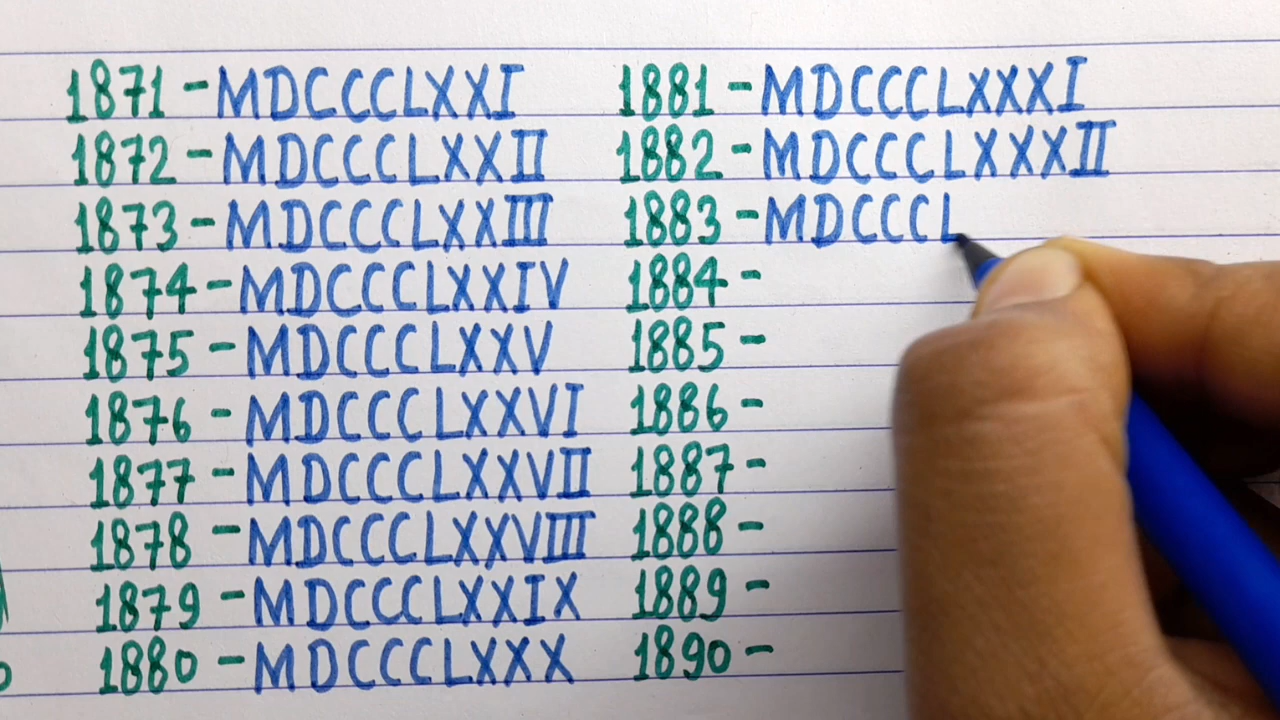 1871 - MDCCCLXXI
1872 - MDCCCLXXII
1873 - MDCCCLXXIII
1874 - MDCCCLXXIV
1875 - MDCCCLXXV
1876 - MDCCCLXXVI
1877 - MDCCCLXXVII
1878 - MDCCCLXXVIII
1879 - MDCCCLXXIX
1880 - MDCCCLXXX
1881 - MDCCCLXXXI
1882 - MDCCCLXXXII
1883 - MDCCCL
1884 -
1885 -
1886 -
1887 -
1888 -
1889 -
1890 -